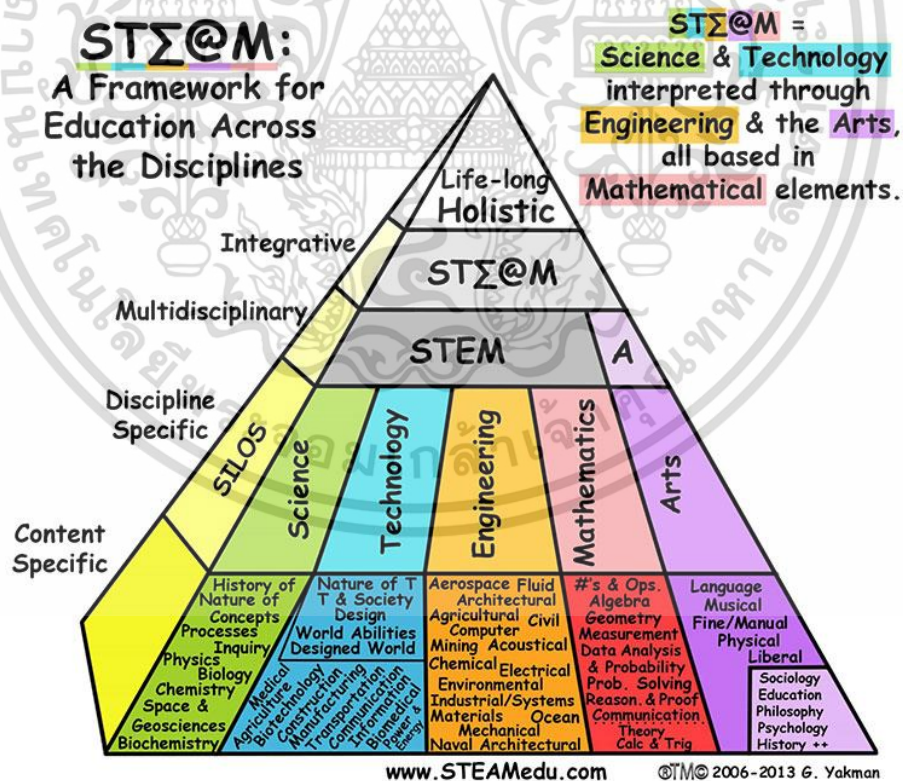 STΣ@M:
A Framework for
Education Across
the Disciplines
STΣ@M =
Science & Technology
interpreted through
Engineering & the Arts,
all based in
Mathematical elements.
Life-long
Holistic
Integrative
STΣ@M
Multidisciplinary
STEM
A
Discipline
Specific
SILOS
Science
Technology
Engineering
Mathematics
Arts
Content
Specific
History of
Nature of
Concepts
Processes
Inquiry
Physics
Biology
Chemistry
Space &
Geosciences
Biochemistry
Nature of T
T & Society
Design
World Abilities
Designed World
Medical
Agriculture
Biotechnology
Construction
Manufacturing
Transportation
Communication
Information
Biomedical
Power &
Energy
Aerospace Fluid
Architectural
Agricultural Civil
Computer
Mining Acoustical
Chemical Electrical
Environmental
Industrial/Systems
Materials Ocean
Mechanical
Naval Architectural
#'s & Ops.
Algebra
Geometry
Measurement
Data Analysis
& Probability
Prob. Solving
Reason. & Proof
Communication
Theory
Calc & Trig
Language
Musical
Fine/Manual
Physical
Liberal
Sociology
Education
Philosophy
Psychology
History ++
www.STEAMedu.com
®TM© 2006-2013 G. Yakman